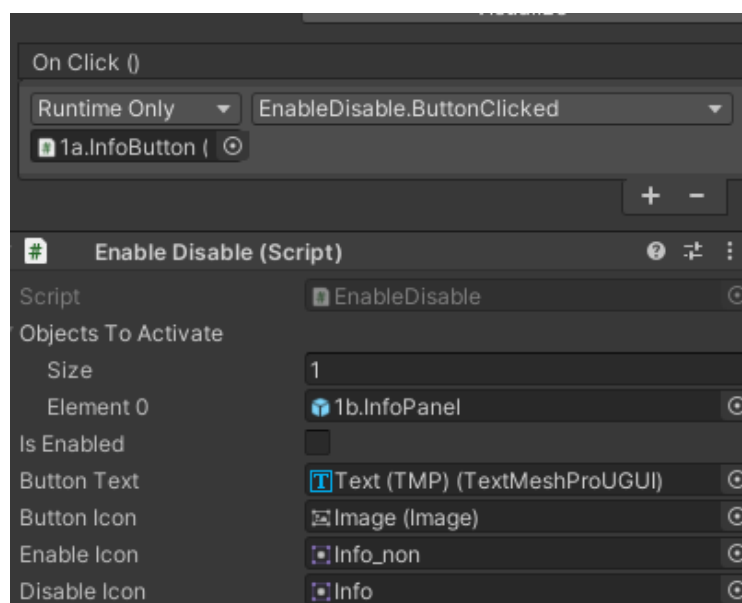 On Click ()
Runtime Only EnableDisable.ButtonClicked
1a.InfoButton (
+ -
# Enable Disable (Script)
Script EnableDisable
Objects To Activate
Size 1
Element 0 1b.InfoPanel
Is Enabled
Button Text Text (TMP) (TextMeshProUGUI)
Button Icon Image (Image)
Enable Icon Info_non
Disable Icon Info